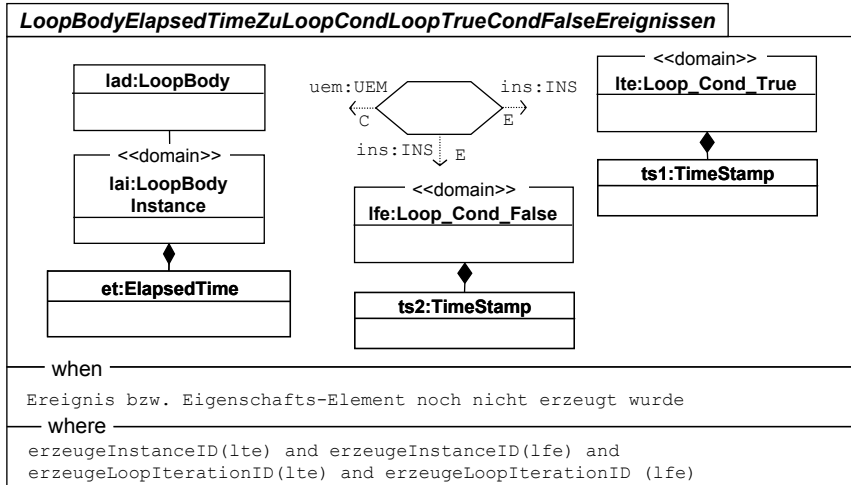 LoopBodyElapsedTimeZuLoopCondLoopTrueCondFalseEreignissen
lad:LoopBody
<<domain>>
lai:LoopBody
Instance
et:ElapsedTime
uem:UEM
C
ins:INS
E
ins:INS
E
<<domain>>
lfe:Loop_Cond_False
ts2:TimeStamp
<<domain>>
lte:Loop_Cond_True
ts1:TimeStamp
when
Ereignis bzw. Eigenschafts-Element noch nicht erzeugt wurde
where
erzeugeInstanceID(lte) and erzeugeInstanceID(lfe) and
erzeugeLoopIterationID(lte) and erzeugeLoopIterationID (lfe)